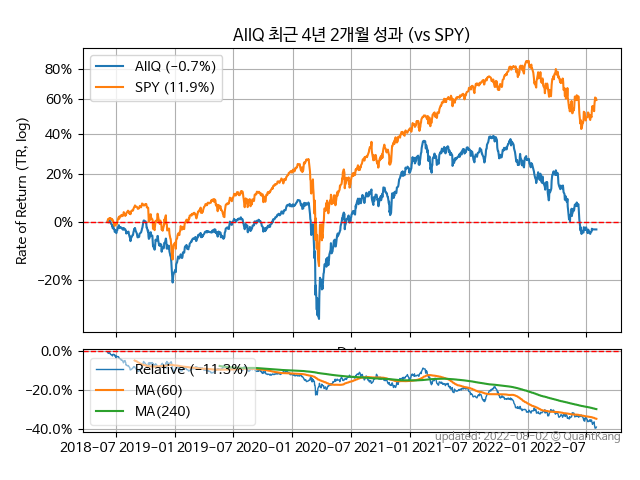 AIIQ 최근 4년 2개월 성과 (vs SPY)
Rate of Return (TR, log)
80%
60%
40%
20%
0%
−20%
AIIQ (−0.7%)
SPY (11.9%)
0.0%
−20.0%
−40.0%
Relative (−11.3%)
MA(60)
MA(240)
updated: 2022-08-02 © QuantKang
2018-07 2019-01 2019-07 2020-01 2020-07 2021-01 2021-07 2022-01 2022-07